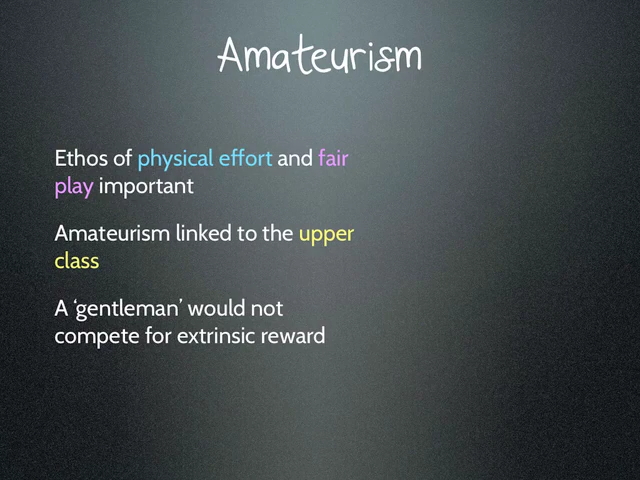 Amateurism
Ethos of physical effort and fair
play important
Amateurism linked to the upper
class
A ‘gentleman’ would not
compete for extrinsic reward